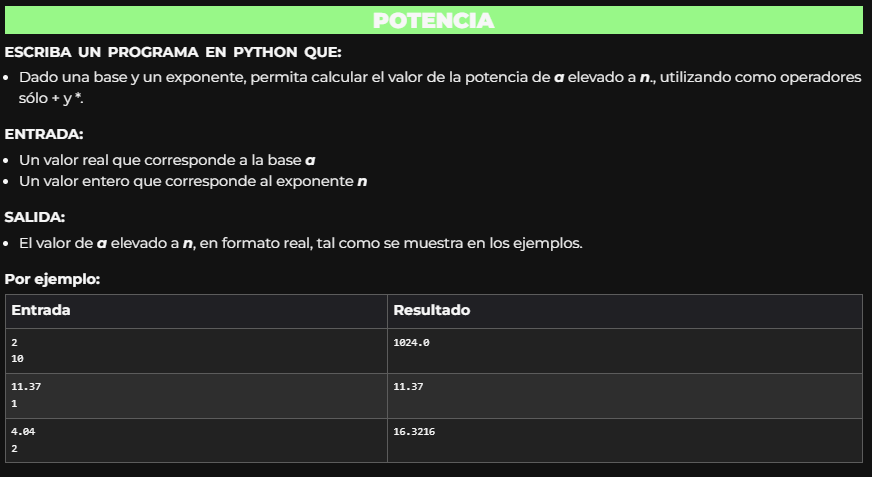 POTENCIA
ESCRIBA UN PROGRAMA EN PYTHON QUE:
• Dado una base y un exponente, permita calcular el valor de la potencia de a elevado a n., utilizando como operadores
sólo + y *.
ENTRADA:
• Un valor real que corresponde a la base a
• Un valor entero que corresponde al exponente n
SALIDA:
• El valor de a elevado a n, en formato real, tal como se muestra en los ejemplos.
Por ejemplo:
Entrada Resultado
2 1024.0
10
11.37 11.37
1
4.04 16.3216
2